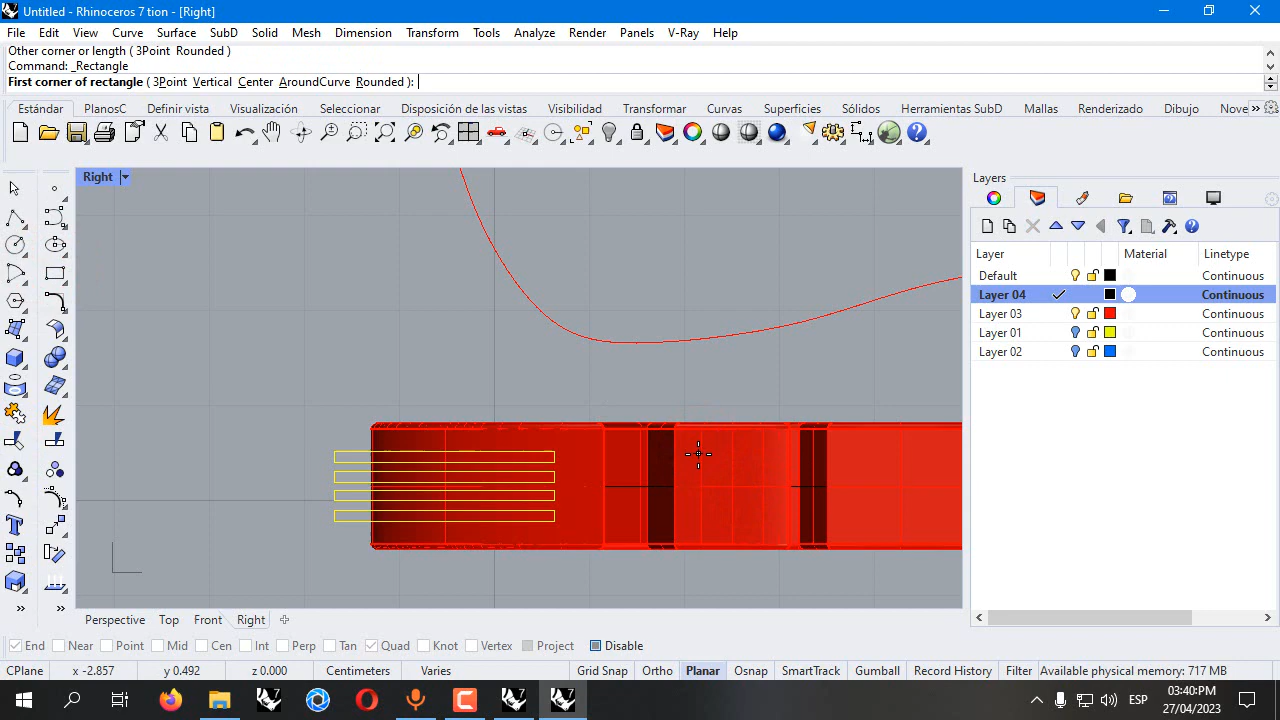 Untitled - Rhinoceros 7 tion - [Right]
File Edit View Curve Surface SubD Solid Mesh Dimension Transform Tools Analyze Render Panels V-Ray Help
Other corner or length ( 3Point Rounded )
Command: _Rectangle
First corner of rectangle ( 3Point Vertical Center AroundCurve Rounded ):
Estándar PlanosC Definir vista Visualización Seleccionar Disposición de las vistas Visibilidad Transformar Curvas Superficies Sólidos Herramientas SubD Mallas Renderizado Dibujo Nove »
Right
Layers
Layer Material Linetype
Default Continuous
Layer 04 Continuous
Layer 03 Continuous
Layer 01 Continuous
Layer 02 Continuous
Perspective Top Front Right
End Near Point Mid Cen Int Perp Tan Quad Knot Vertex Project Disable
CPlane x -2.857 y 0.492 z 0.000 Centimeters Varies Grid Snap Ortho Planar Osnap SmartTrack Gumball Record History Filter Available physical memory: 717 MB
ESP
03:40:PM
27/04/2023